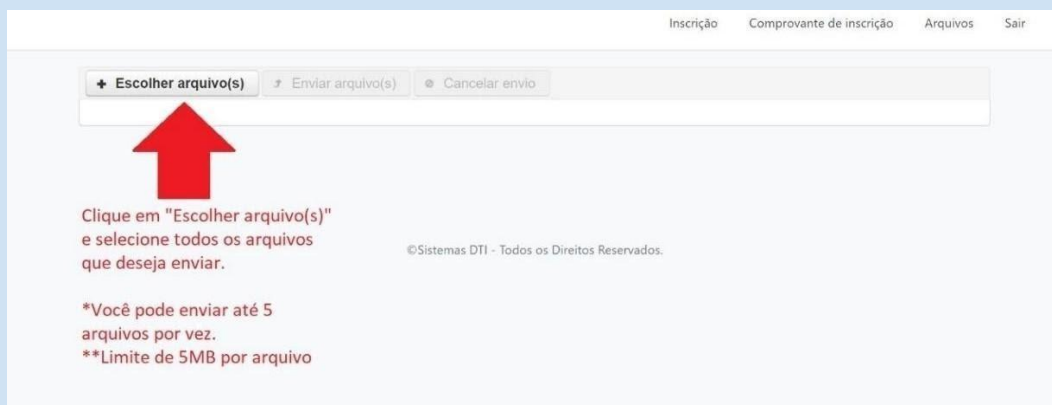 Inscrição Comprovante de inscrição Arquivos Sair
Escolher arquivo(s) Enviar arquivo(s) Cancelar envio
Clique em "Escolher arquivo(s)"
e selecione todos os arquivos
que deseja enviar.
©Sistemas DTI - Todos os Direitos Reservados.
*Você pode enviar até 5
arquivos por vez.
**Limite de 5MB por arquivo